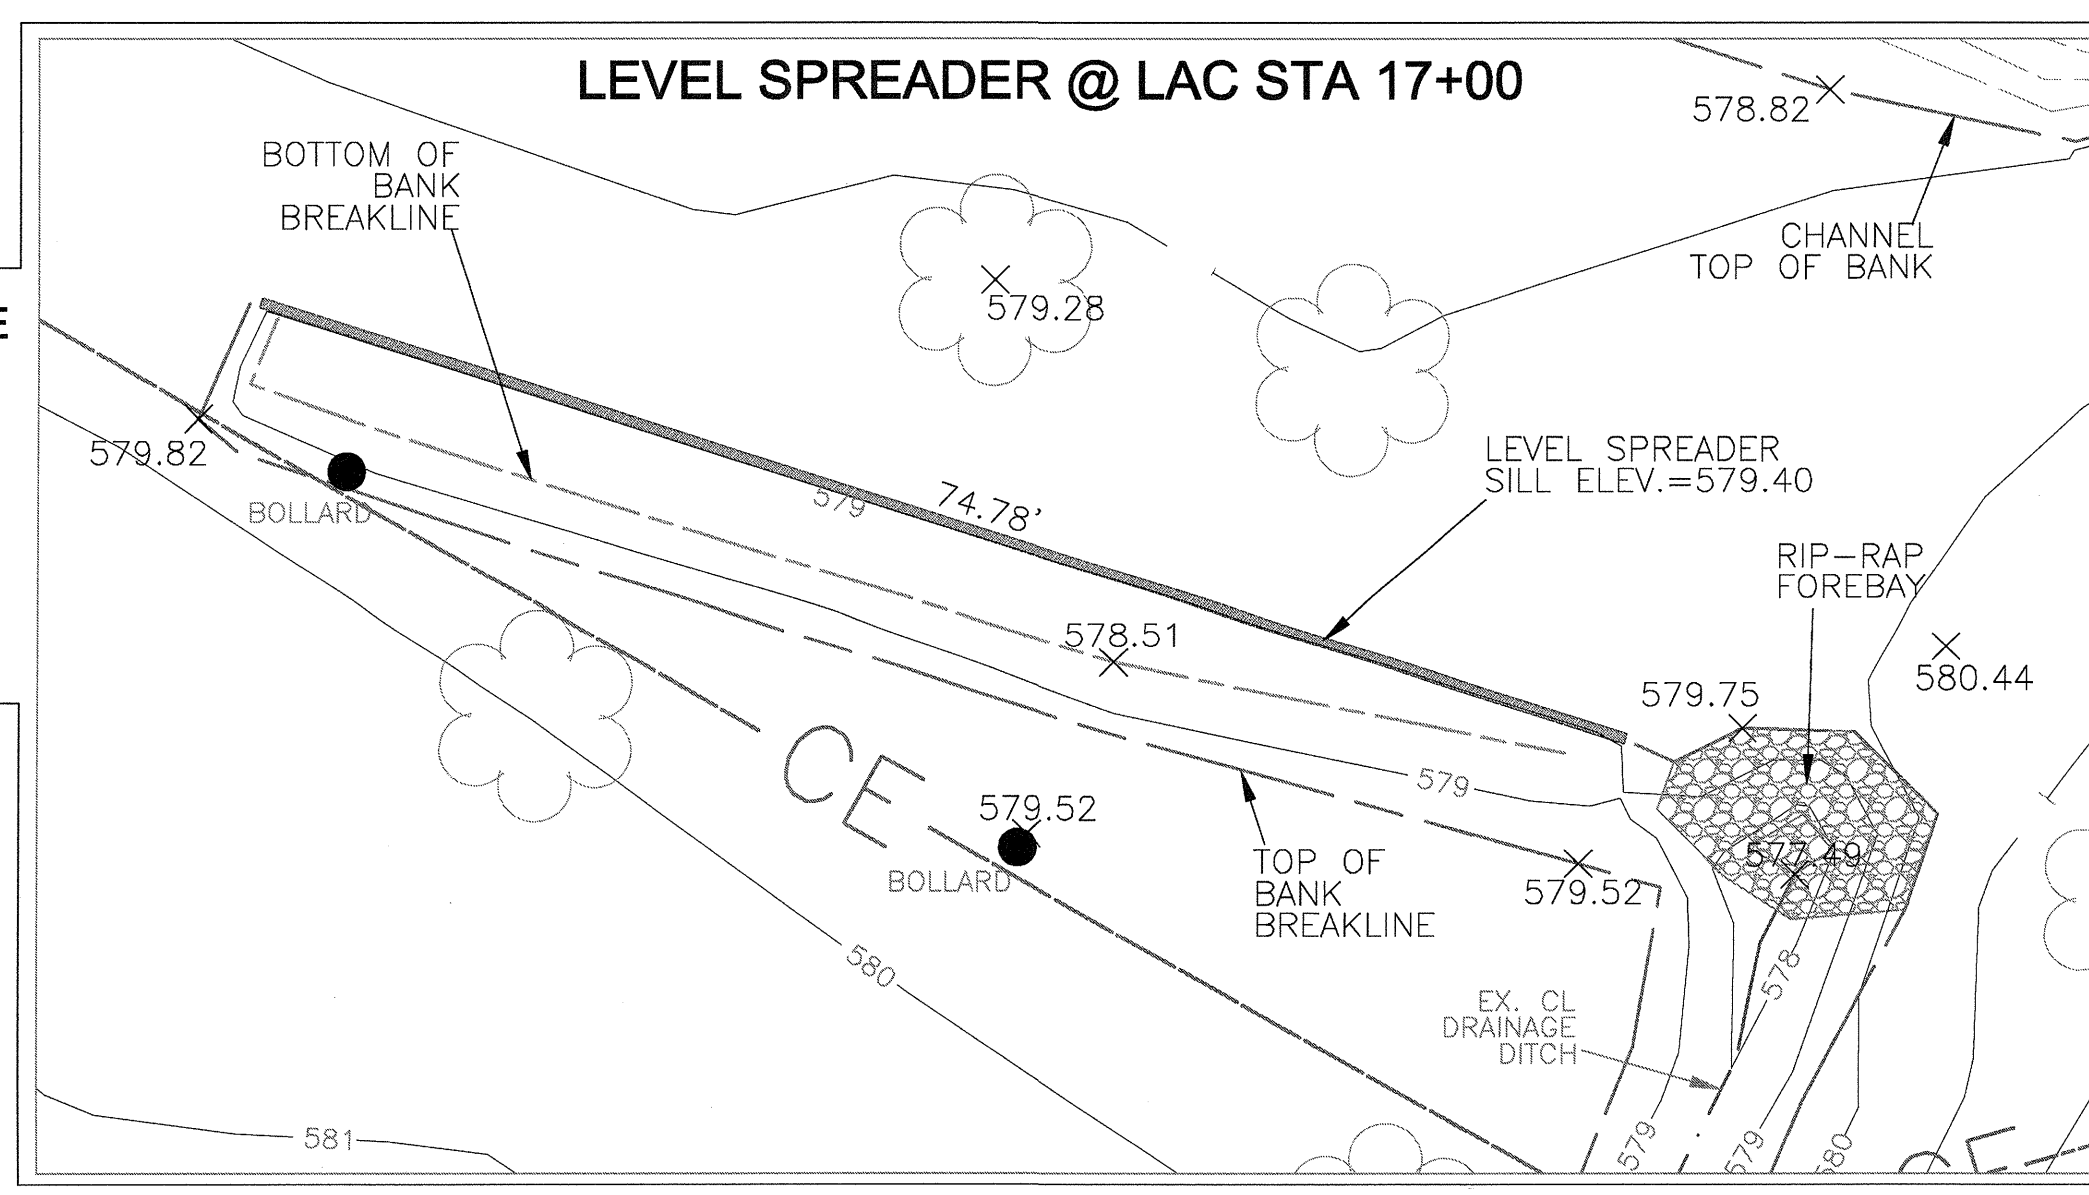 LEVEL SPREADER @ LAC STA 17+00
578.82
BOTTOM OF
BANK
BREAKLINE
CHANNEL
TOP OF BANK
579.28
E
579.82
BOLLARD
579
74.78'
LEVEL SPREADER
SILL ELEV.=579.40
RIP-RAP
FOREBAY
578.51
580.44
579.75
CE
579
579.52
BOLLARD
TOP OF
BANK
BREAKLINE
577.49
579.52
580
578
EX. CL
DRAINAGE
DITCH
581
579
579
580